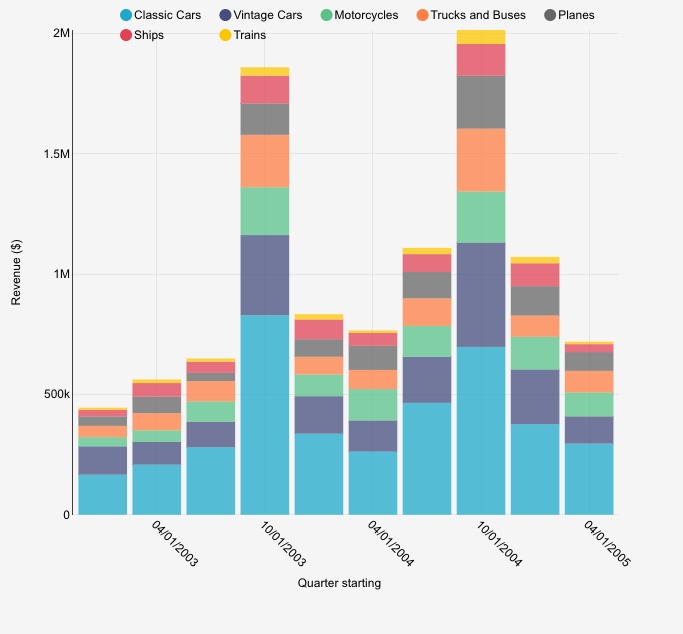 Classic Cars Vintage Cars Motorcycles Trucks and Buses Planes
Ships Trains
2M
1.5M
1M
500k
0
Revenue ($)
04/01/2003 10/01/2003 04/01/2004 10/01/2004 04/01/2005
Quarter starting